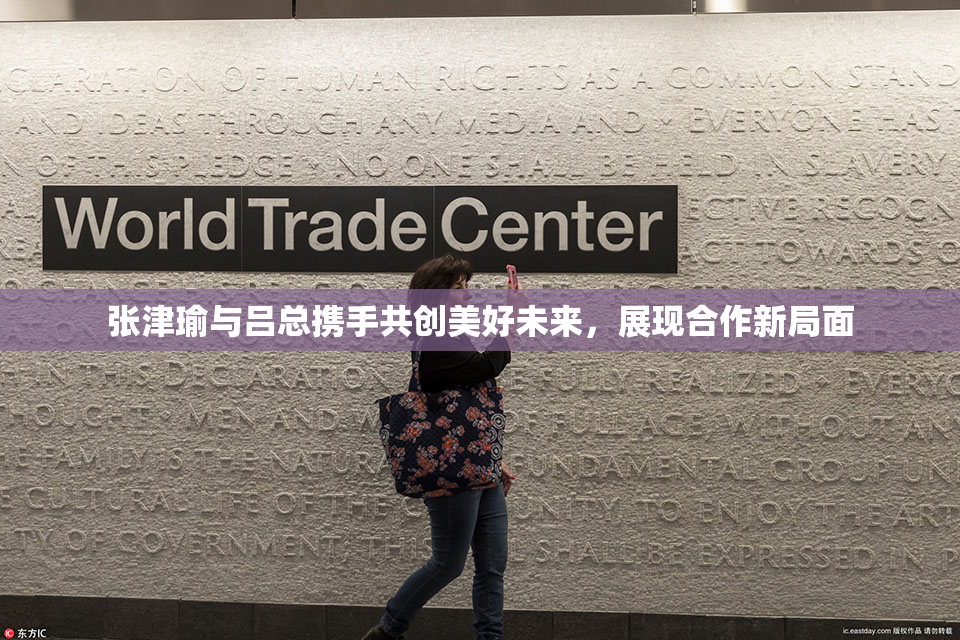 CLARATION OF HUMAN RIGHTS AS A COMMON STAND
AND IDEAS THROUGH ANY MEDIA AND EVERYONE HAS
OF THIS PLEDGE NO ONE SHALL BE HELD IN SLAVERY
World Trade Center
ECTIVE RECOGN
ACT TOWARDS O
张津瑜与吕总携手共创美好未来，展现合作新局面
IN THIS DECLARATION FULLY REALIZED EVERYO
THOUGHT MEN AND OF FULL AGE WITHO
FAMILY IS THE NATURA FUNDAMENTAL GROUP
CULTURAL LIFE OF THE UNITY, TO ENJOY THE ART
TY OF GOVERNMENT; THIS SHALL BE EXPRESSED IN P
东方IC
ic.eastday.com 版权作品 请勿转载